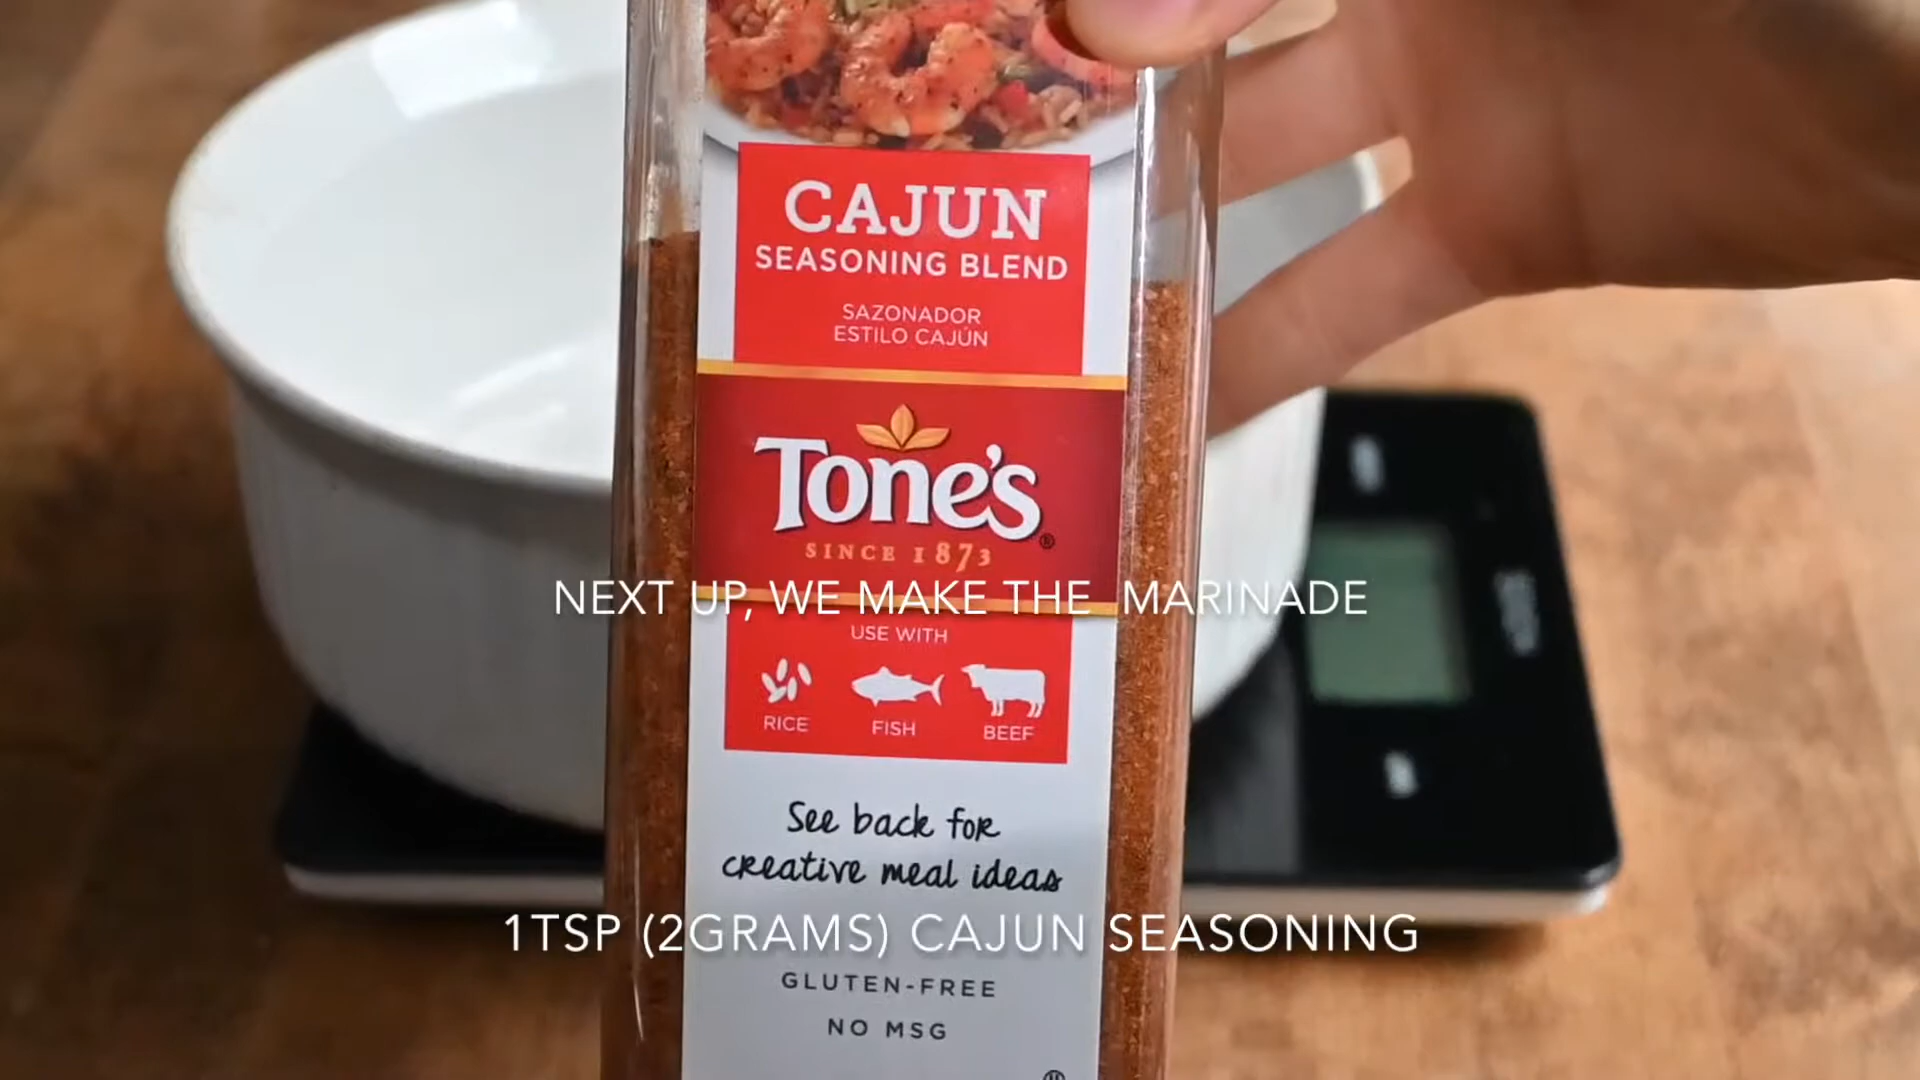 CAJUN
SEASONING BLEND
SAZONADOR
ESTILO CAJÚN
Tone's®
SINCE 1873
NEXT UP, WE MAKE THE MARINADE
USE WITH
RICE FISH BEEF
See back for
creative meal ideas
1TSP (2GRAMS) CAJUN SEASONING
GLUTEN-FREE
NO MSG